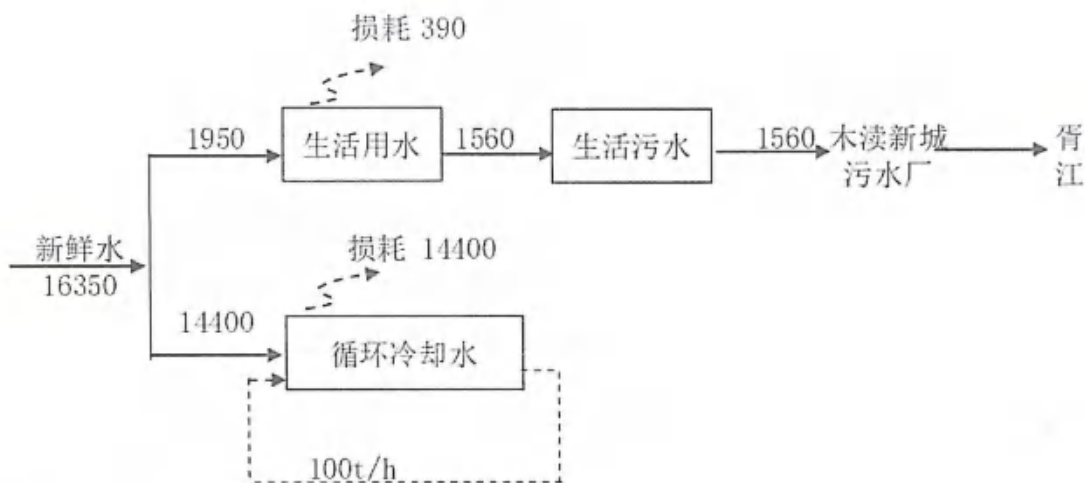 损耗 390
1950
生活用水
1560
生活污水
1560
木渎新城
污水厂
胥
江
新鲜水
16350
损耗 14400
14400
循环冷却水
100t/h